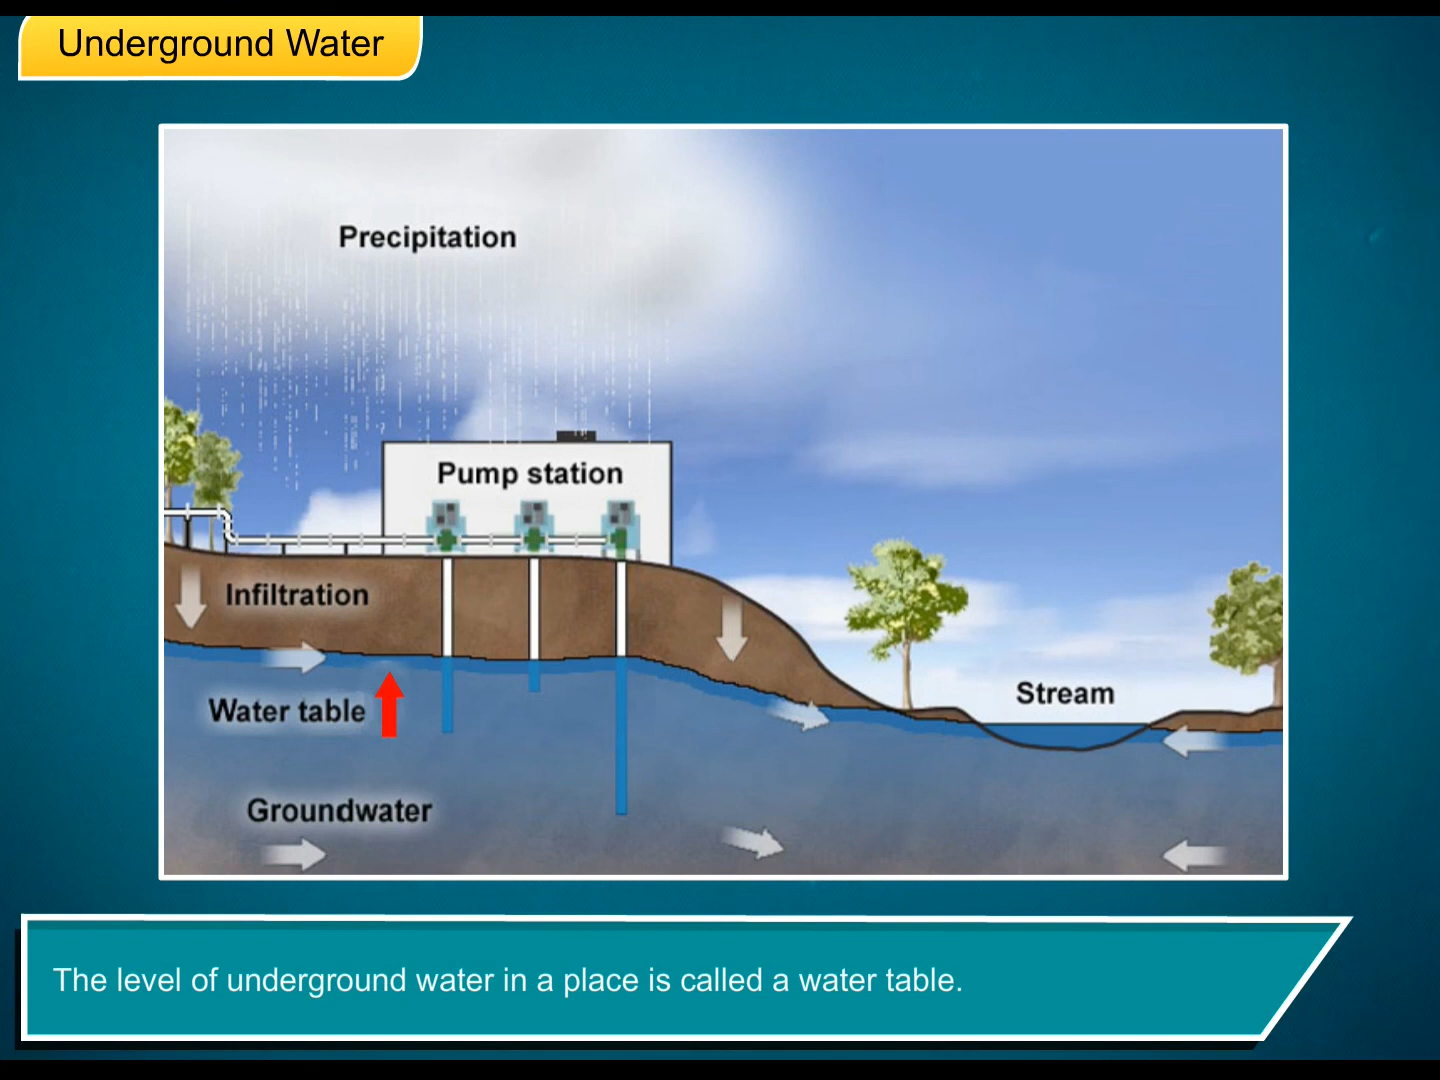 Underground Water
Precipitation
Pump station
Infiltration
Water table
Stream
Groundwater
The level of underground water in a place is called a water table.